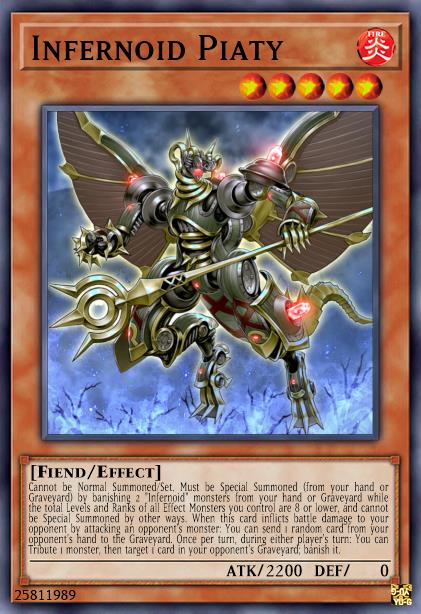 Infernoid Piaty
FIRE
炎
[Fiend/Effect]
Cannot be Normal Summoned/Set. Must be Special Summoned (from your hand or
Graveyard) by banishing 2 "Infernoid" monsters from your hand or Graveyard while
the total Levels and Ranks of all Effect Monsters you control are 8 or lower, and cannot
be Special Summoned by other ways. When this card inflicts battle damage to your
opponent by attacking an opponent's monster: You can send 1 random card from your
opponent's hand to the Graveyard. Once per turn, during either player's turn: You can
Tribute 1 monster, then target 1 card in your opponent's Graveyard; banish it.
ATK/2200 DEF/ 0
25811989